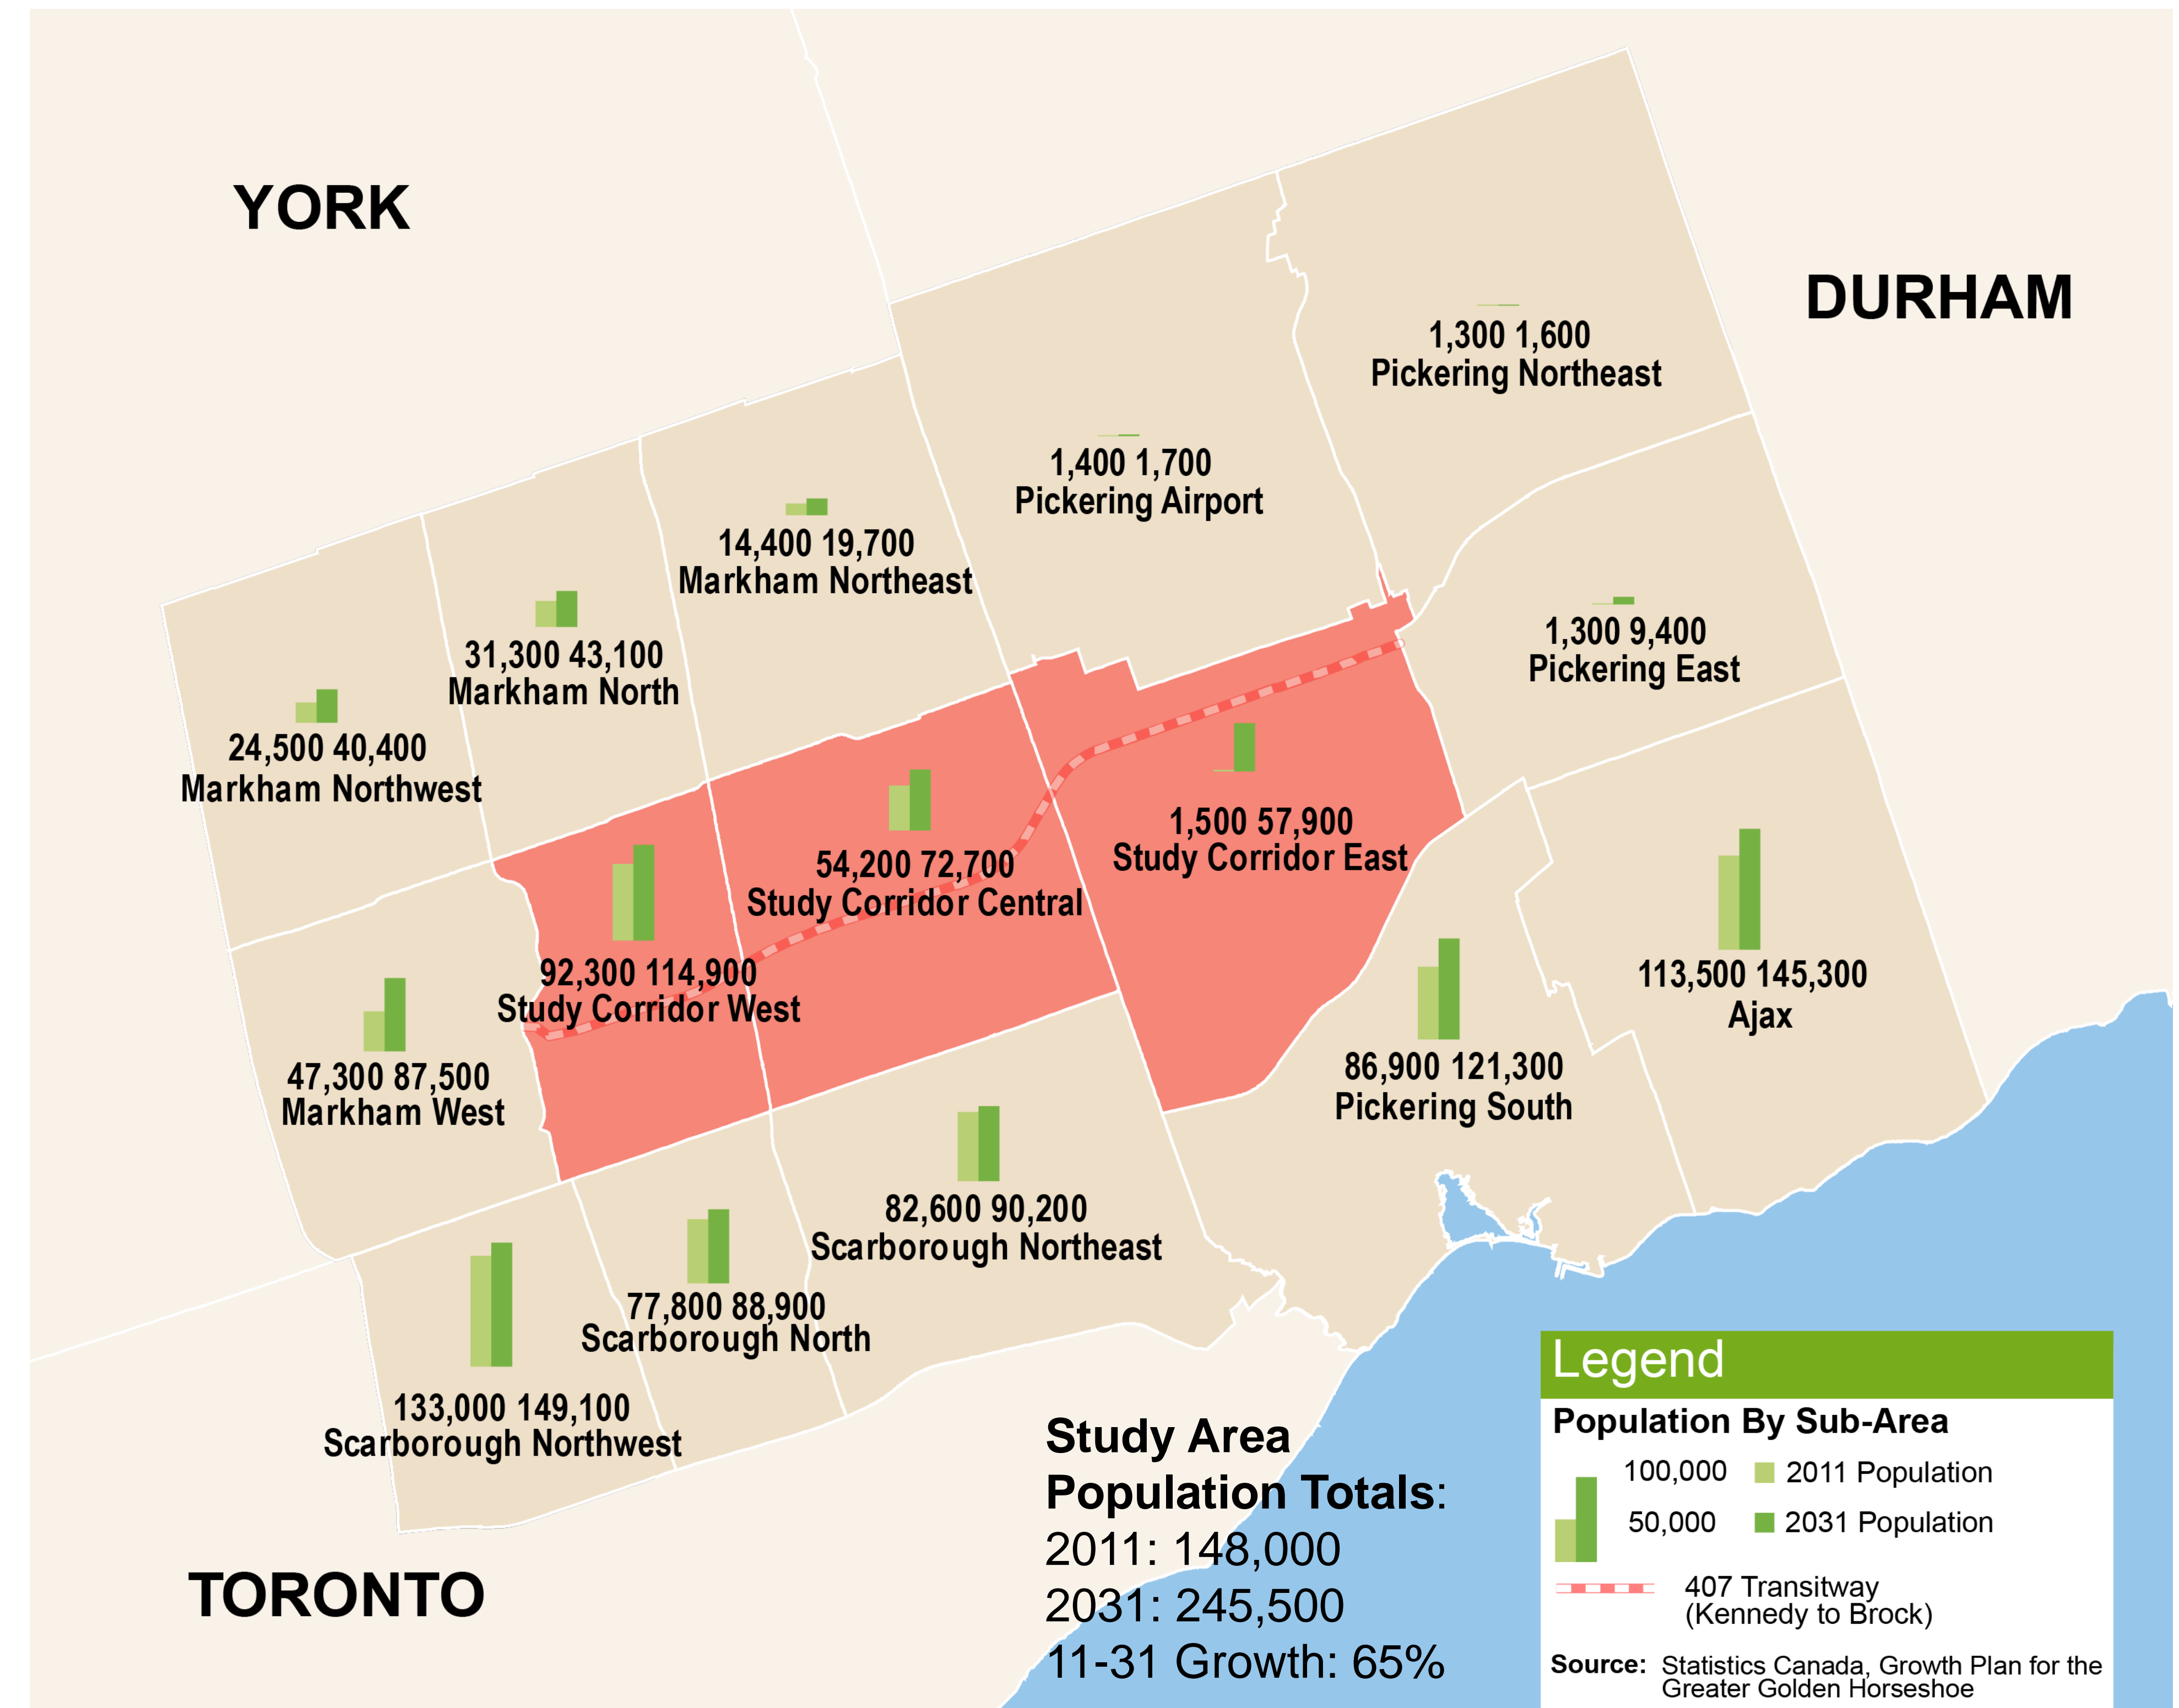 YORK
DURHAM
1,300 1,600
Pickering Northeast
1,400 1,700
Pickering Airport
14,400 19,700
Markham Northeast
31,300 43,100
Markham North
1,300 9,400
Pickering East
24,500 40,400
Markham Northwest
1,500 57,900
Study Corridor East
54,200 72,700
Study Corridor Central
92,300 114,900
Study Corridor West
113,500 145,300
Ajax
47,300 87,500
Markham West
86,900 121,300
Pickering South
82,600 90,200
Scarborough Northeast
77,800 88,900
Scarborough North
133,000 149,100
Scarborough Northwest
TORONTO
Study Area
Population Totals:
2011: 148,000
2031: 245,500
11-31 Growth: 65%
Legend
Population By Sub-Area
100,000 2011 Population
50,000 2031 Population
407 Transitway
(Kennedy to Brock)
Source: Statistics Canada, Growth Plan for the
Greater Golden Horseshoe